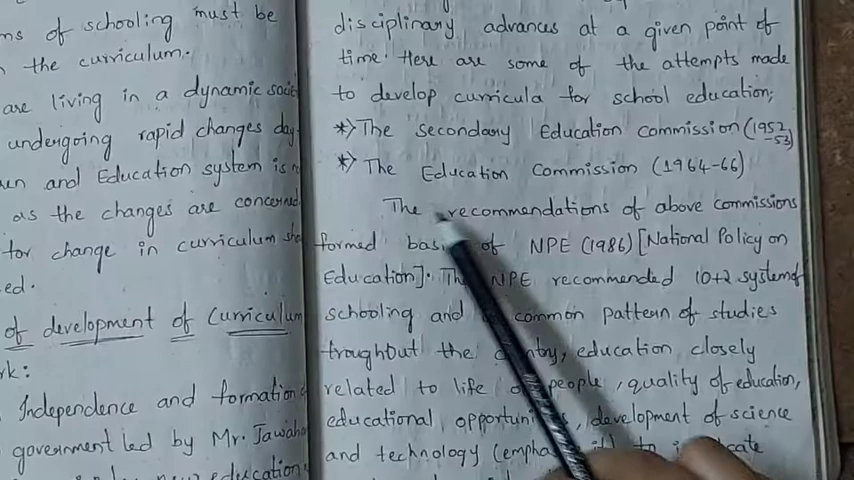 ms of schooling must be
the curriculum.
are living in a dynamic
undergoing rapid changes day
and Education system is
as the changes are concerned
for change in curriculum
ed.
of development of Curriculum
rk:
Independence and formation
government led by Mr. Jawaha
education
disciplinary advances at a given point of
time. Here are some of the attempts made
to develop curricula for school education;
*) The secondary Education Commission (1952-53)
*) The Education Commission (1964-66)
The recommendations of above commissions
formed basis of NPE (1986) [National Policy on
Education]. The NPE recommended 10+2 system of
schooling and common pattern of studies
troughout the country, education closely
related to life of people, quality of education,
educational opportunities, development of science
and technology